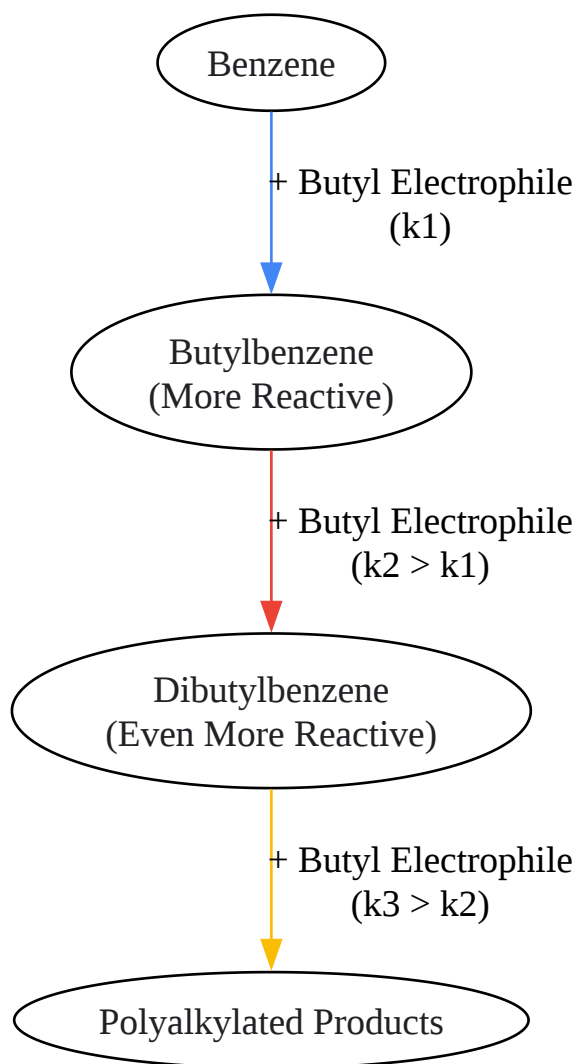 Benzene
+ Butyl Electrophile
(k1)
Butylbenzene
(More Reactive)
+ Butyl Electrophile
(k2 > k1)
Dibutylbenzene
(Even More Reactive)
+ Butyl Electrophile
(k3 > k2)
Polyalkylated Products